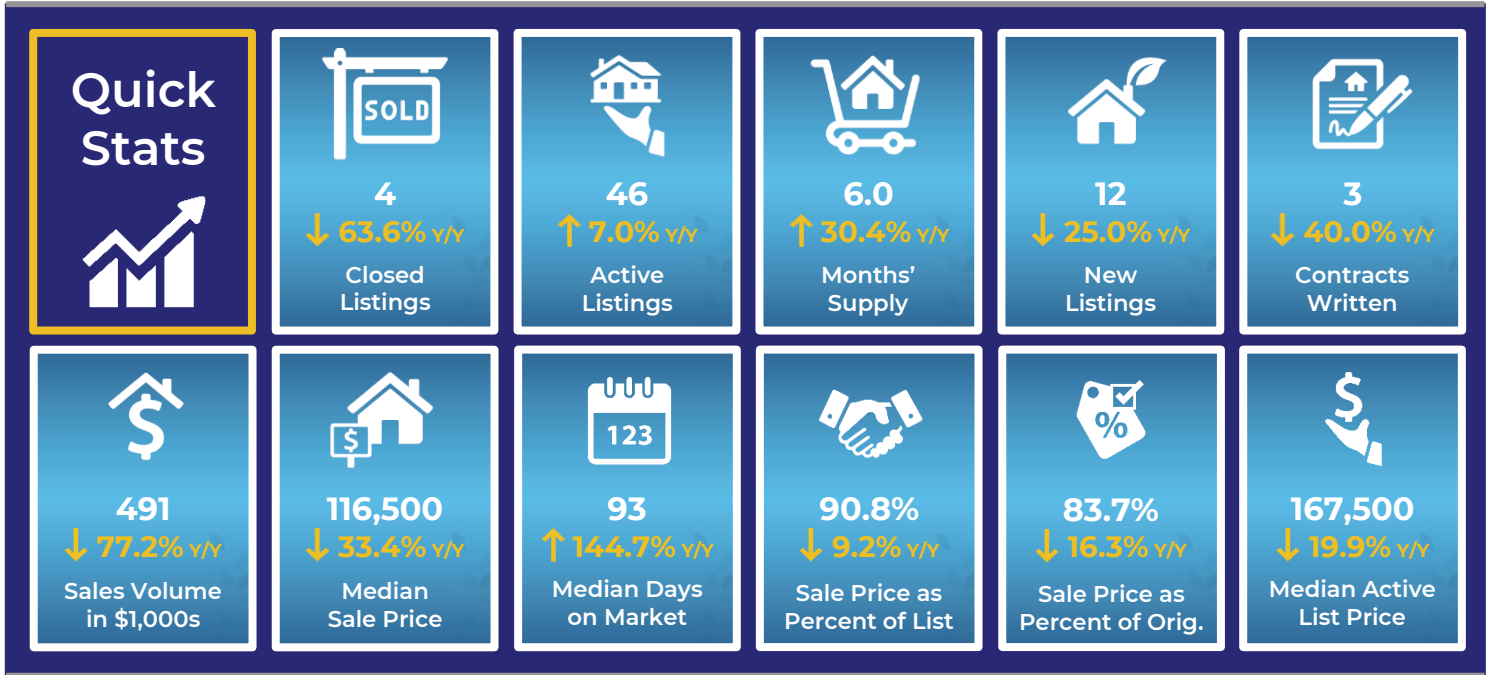 Quick
Stats
SOLD
4
↓ 63.6% Y/Y
Closed
Listings
46
↑ 7.0% Y/Y
Active
Listings
6.0
↑ 30.4% Y/Y
Months’
Supply
12
↓ 25.0% Y/Y
New
Listings
3
↓ 40.0% Y/Y
Contracts
Written
$
491
↓ 77.2% Y/Y
Sales Volume
in $1,000s
$
116,500
↓ 33.4% Y/Y
Median
Sale Price
123
93
↑ 144.7% Y/Y
Median Days
on Market
90.8%
↓ 9.2% Y/Y
Sale Price as
Percent of List
%
83.7%
↓ 16.3% Y/Y
Sale Price as
Percent of Orig.
$
167,500
↓ 19.9% Y/Y
Median Active
List Price